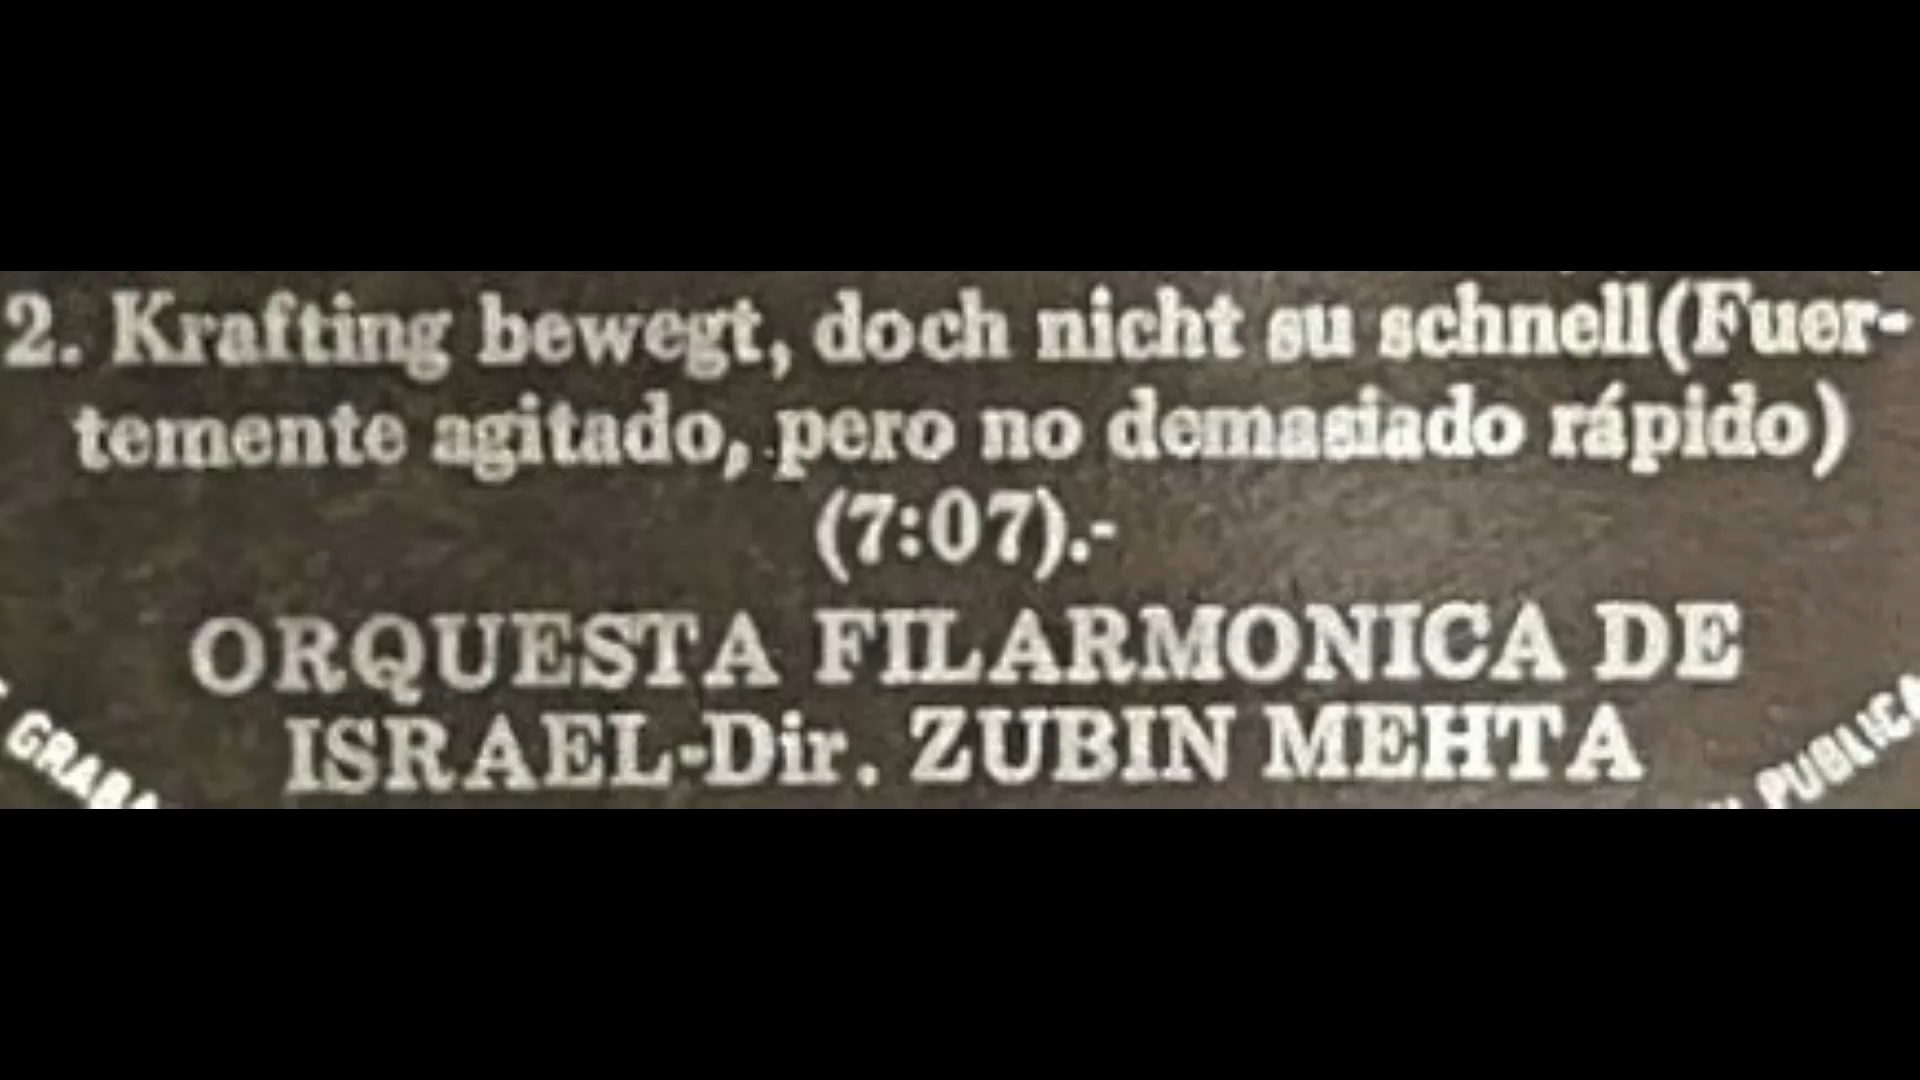 2. Krafting bewegt, doch nicht su schnell(Fuer-
temente agitado, pero no demasiado rápido)
(7:07).-
ORQUESTA FILARMONICA DE
ISRAEL-Dir. ZUBIN MEHTA
PUBLICA